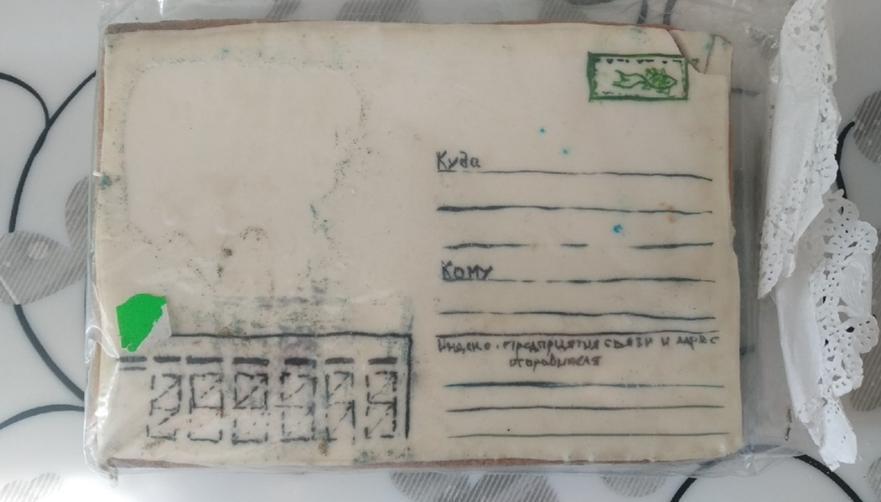 Куда
Кому
Индекс предприятия связи и адрес
отправителя